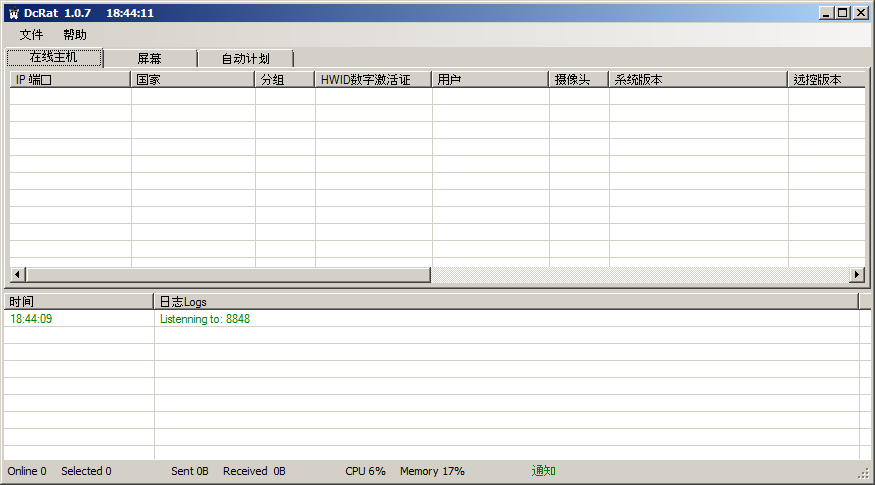 DcRat 1.0.7 18:44:11
文件 帮助
在线主机 屏幕 自动计划
IP 端口 国家 分组 HWID数字激活证 用户 摄像头 系统版本 远控版本
时间 日志Logs
18:44:09 Listenning to: 8848
Online 0 Selected 0 Sent 0B Received 0B CPU 6% Memory 17% 通知